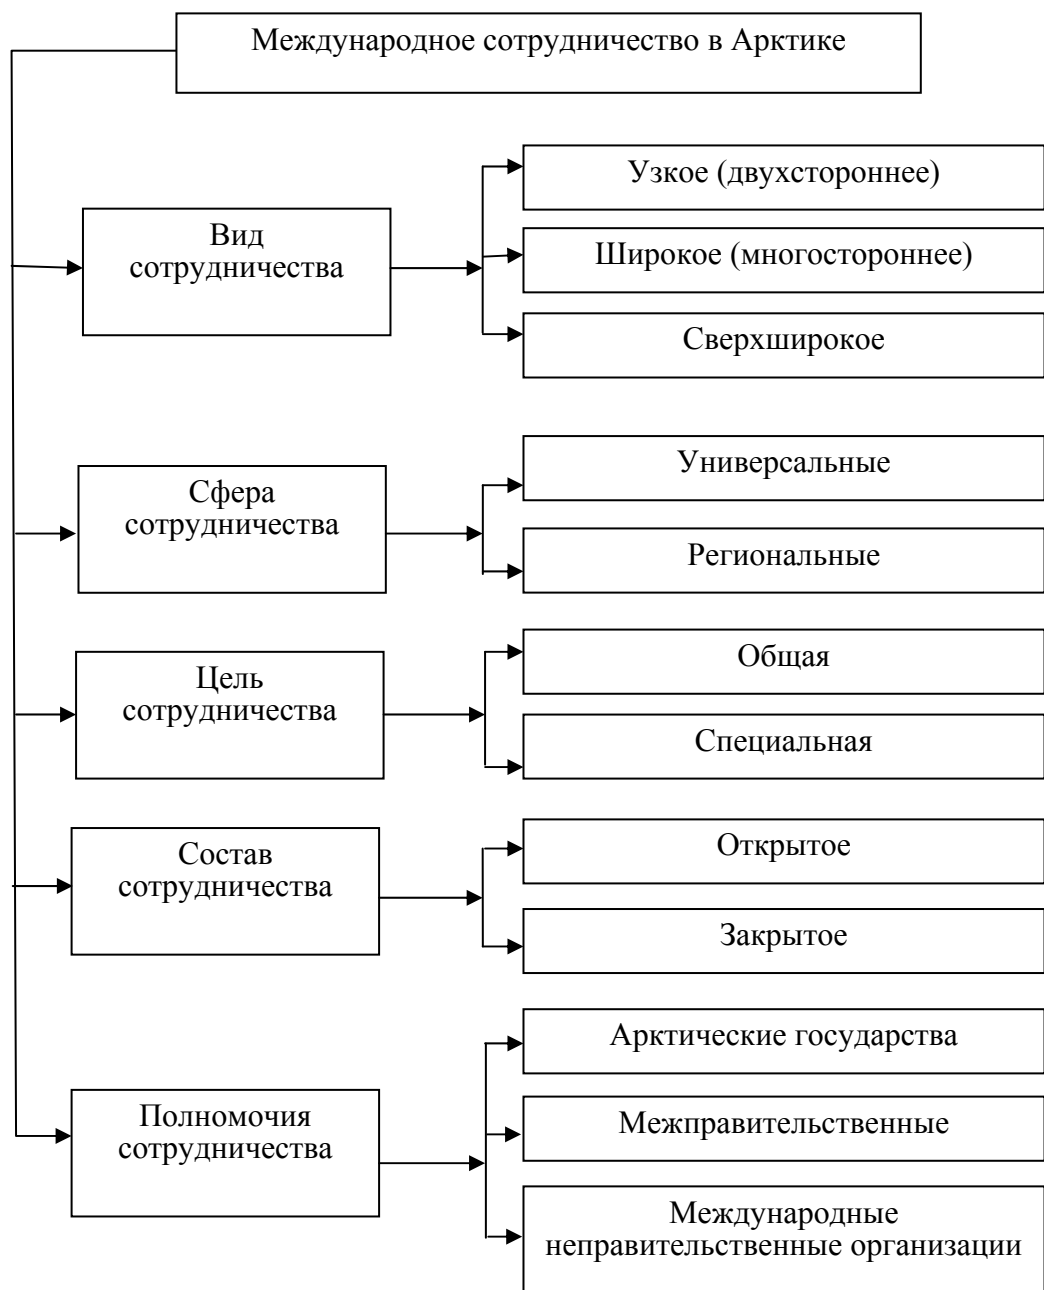 Международное сотрудничество в Арктике
Вид
сотрудничества
Узкое (двухстороннее)
Широкое (многостороннее)
Сверхширокое
Сфера
сотрудничества
Универсальные
Региональные
Цель
сотрудничества
Общая
Специальная
Состав
сотрудничества
Открытое
Закрытое
Полномочия
сотрудничества
Арктические государства
Межправительственные
Международные
неправительственные организации